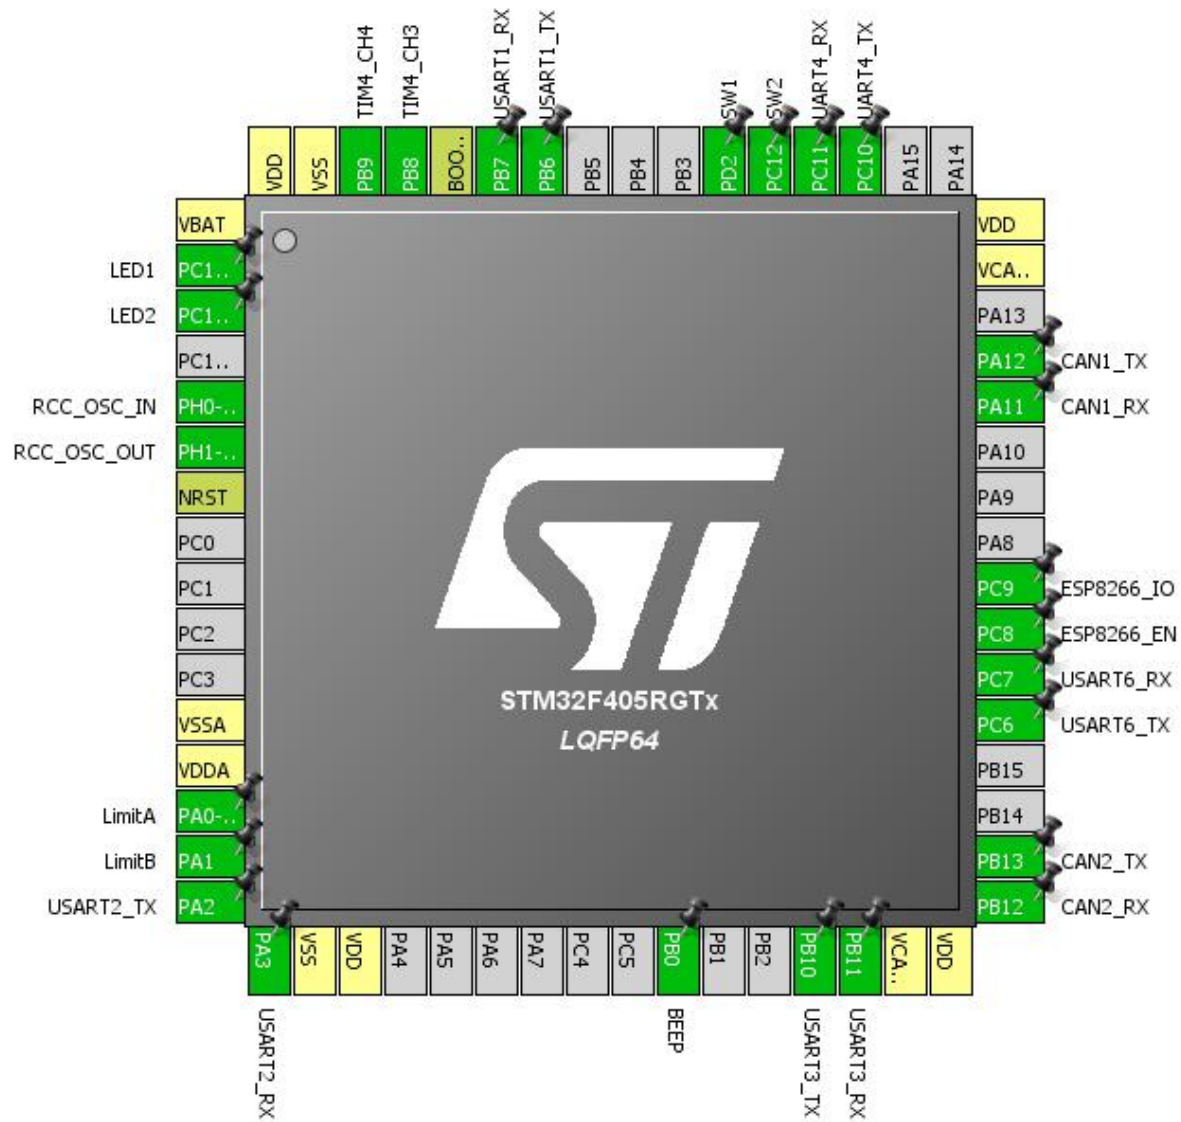 TIM4_CH4
TIM4_CH3
USART1_RX
USART1_TX
SW1
SW2
UART4_RX
UART4_TX
VDD
VSS
PB9
PB8
BOO..
PB7
PB6
PB5
PB4
PB3
PD2
PC12
PC11
PC10
PA15
PA14
VBAT
LED1 PC1..
LED2 PC1..
PC1..
RCC_OSC_IN PH0-..
RCC_OSC_OUT PH1-..
NRST
PC0
PC1
PC2
PC3
VSSA
VDDA
LimitA PA0-..
LimitB PA1
USART2_TX PA2
ST
STM32F405RGTx
LQFP64
VDD
VCA..
PA13
PA12 CAN1_TX
PA11 CAN1_RX
PA10
PA9
PA8
PC9 ESP8266_IO
PC8 ESP8266_EN
PC7 USART6_RX
PC6 USART6_TX
PB15
PB14
PB13 CAN2_TX
PB12 CAN2_RX
PA3
VSS
VDD
PA4
PA5
PA6
PA7
PC4
PC5
PB0
PB1
PB2
PB10
PB11
VCA..
VDD
USART2_RX
BEEP
USART3_TX
USART3_RX